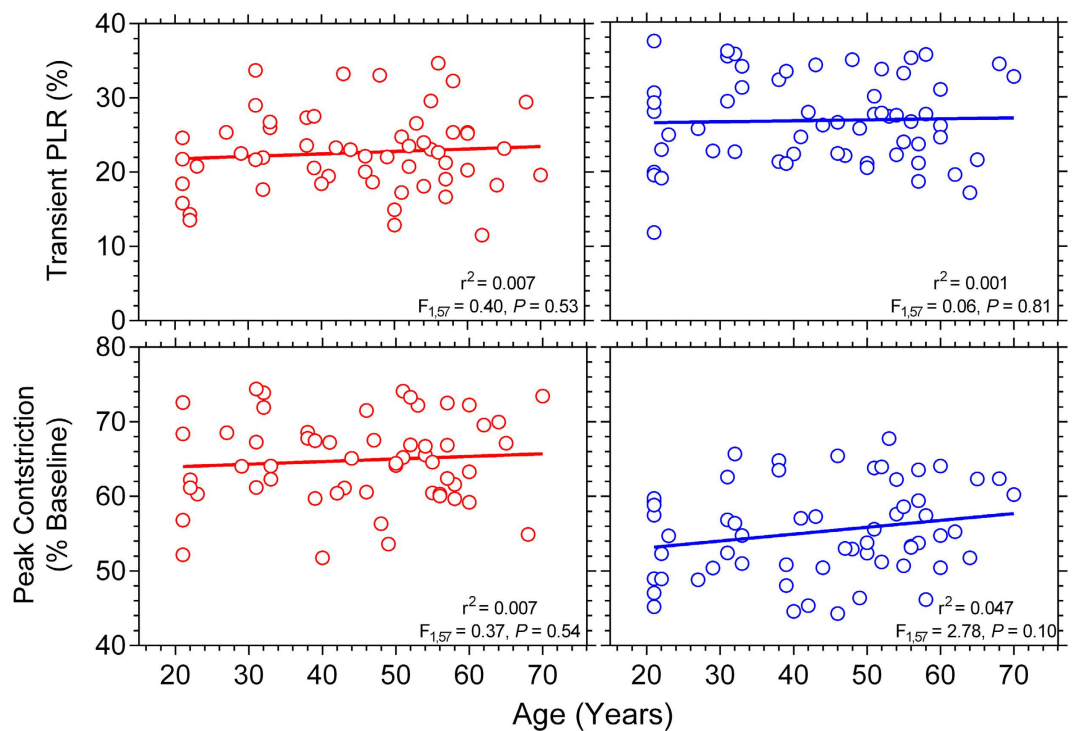 Transient PLR (%)
40
30
20
10
0
r² = 0.007
F₁,₅₇ = 0.40, P = 0.53
r² = 0.001
F₁,₅₇ = 0.06, P = 0.81
Peak Contstriction
(% Baseline)
80
70
60
50
40
r² = 0.007
F₁,₅₇ = 0.37, P = 0.54
r² = 0.047
F₁,₅₇ = 2.78, P = 0.10
20 30 40 50 60 70 20 30 40 50 60 70
Age (Years)